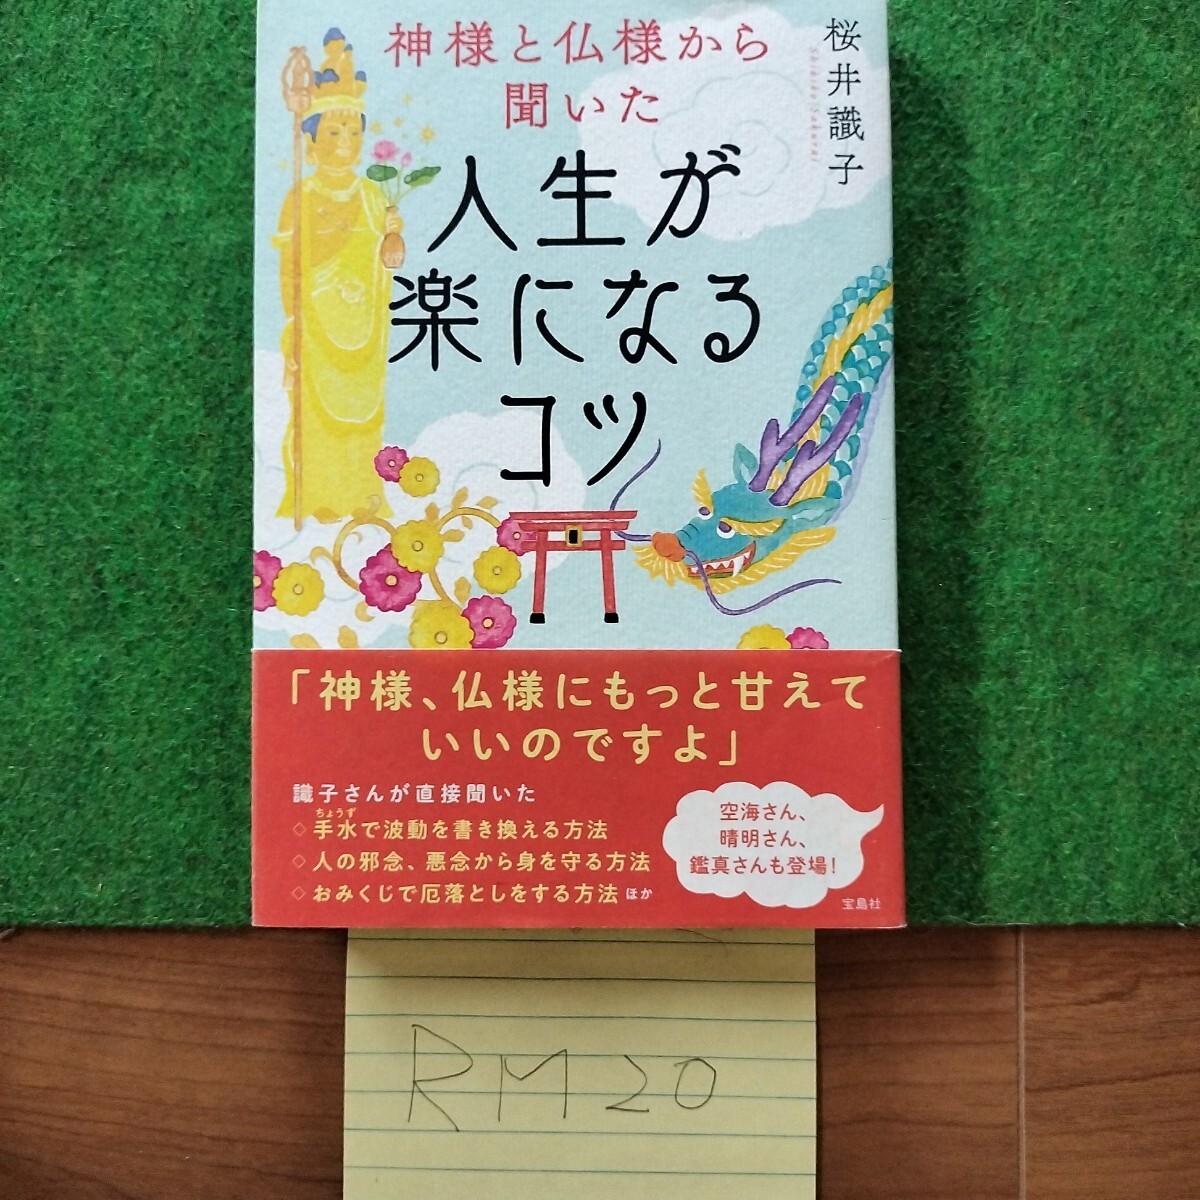 神様と仏様から
聞いた
人生が
楽になる
コツ
桜井識子
Shikiko Sakurai
「神様、仏様にもっと甘えて
いいのですよ」
識子さんが直接聞いた
ちょうず
◇手水で波動を書き換える方法
◇人の邪念、悪念から身を守る方法
◇おみくじで厄落としをする方法 ほか
空海さん、
晴明さん、
鑑真さんも登場!
宝島社
RM20